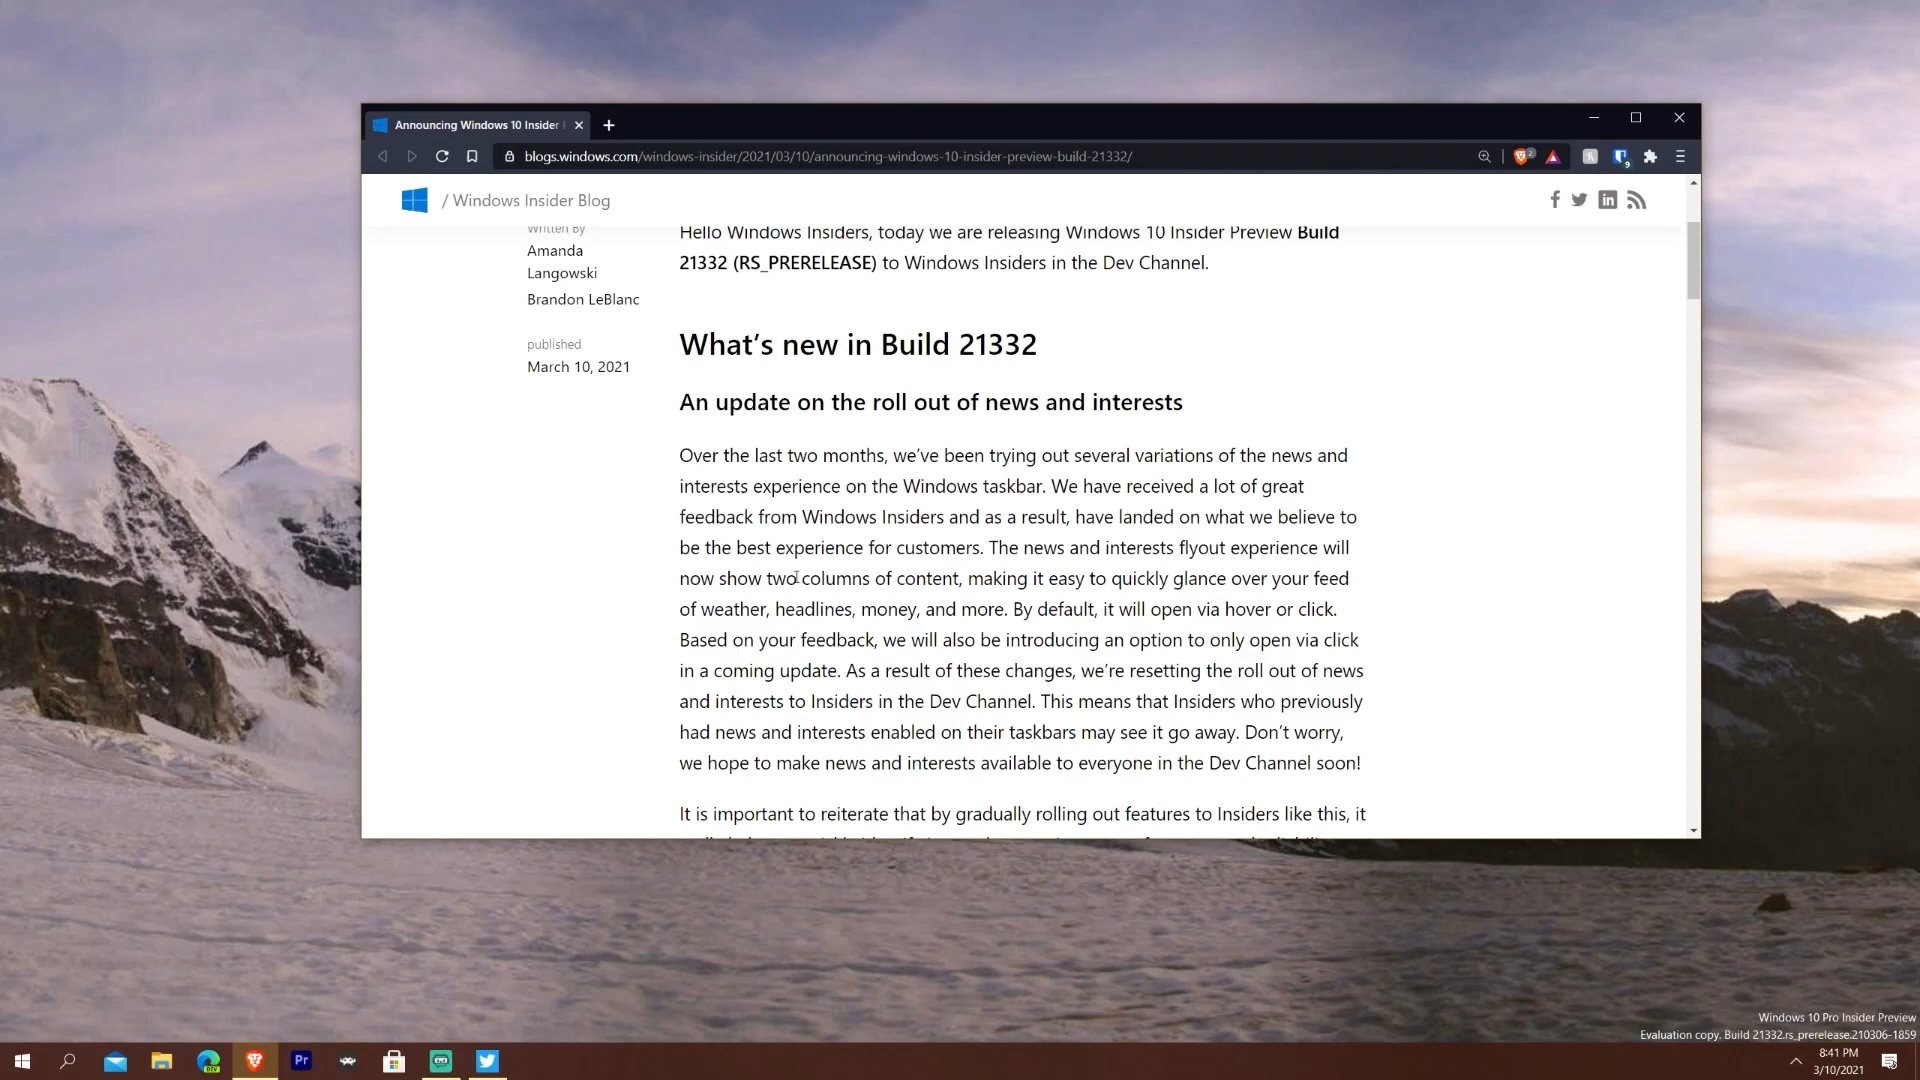 Announcing Windows 10 Insider
blogs.windows.com/windows-insider/2021/03/10/announcing-windows-10-insider-preview-build-21332/
2
9
/ Windows Insider Blog
Written by
Amanda
Langowski
Brandon LeBlanc
published
March 10, 2021
Hello Windows Insiders, today we are releasing Windows 10 Insider Preview Build
21332 (RS_PRERELEASE) to Windows Insiders in the Dev Channel.
What’s new in Build 21332
An update on the roll out of news and interests
Over the last two months, we’ve been trying out several variations of the news and
interests experience on the Windows taskbar. We have received a lot of great
feedback from Windows Insiders and as a result, have landed on what we believe to
be the best experience for customers. The news and interests flyout experience will
now show two columns of content, making it easy to quickly glance over your feed
of weather, headlines, money, and more. By default, it will open via hover or click.
Based on your feedback, we will also be introducing an option to only open via click
in a coming update. As a result of these changes, we’re resetting the roll out of news
and interests to Insiders in the Dev Channel. This means that Insiders who previously
had news and interests enabled on their taskbars may see it go away. Don’t worry,
we hope to make news and interests available to everyone in the Dev Channel soon!
It is important to reiterate that by gradually rolling out features to Insiders like this, it
Windows 10 Pro Insider Preview
Evaluation copy. Build 21332.rs_prerelease.210306-1859
DEV
Pr
8:41 PM
3/10/2021